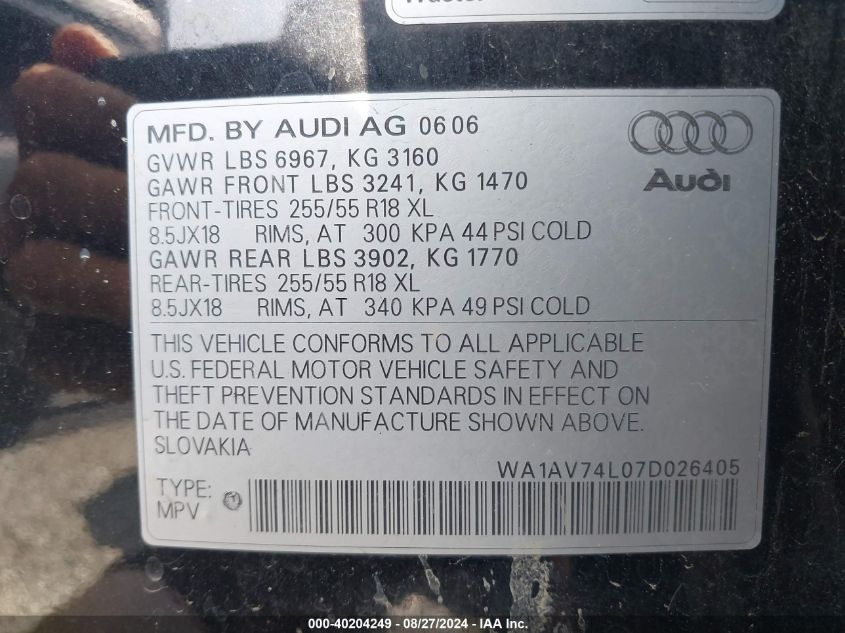 MFD. BY AUDI AG 06 06
GVWR LBS 6967, KG 3160
GAWR FRONT LBS 3241, KG 1470
FRONT-TIRES 255/55 R18 XL
8.5JX18 RIMS, AT 300 KPA 44 PSI COLD
GAWR REAR LBS 3902, KG 1770
REAR-TIRES 255/55 R18 XL
8.5JX18 RIMS, AT 340 KPA 49 PSI COLD
Audi
THIS VEHICLE CONFORMS TO ALL APPLICABLE
U.S. FEDERAL MOTOR VEHICLE SAFETY AND
THEFT PREVENTION STANDARDS IN EFFECT ON
THE DATE OF MANUFACTURE SHOWN ABOVE.
SLOVAKIA
WA1AV74L07D026405
TYPE:
MPV
000-40204249 - 08/27/2024 - IAA Inc.